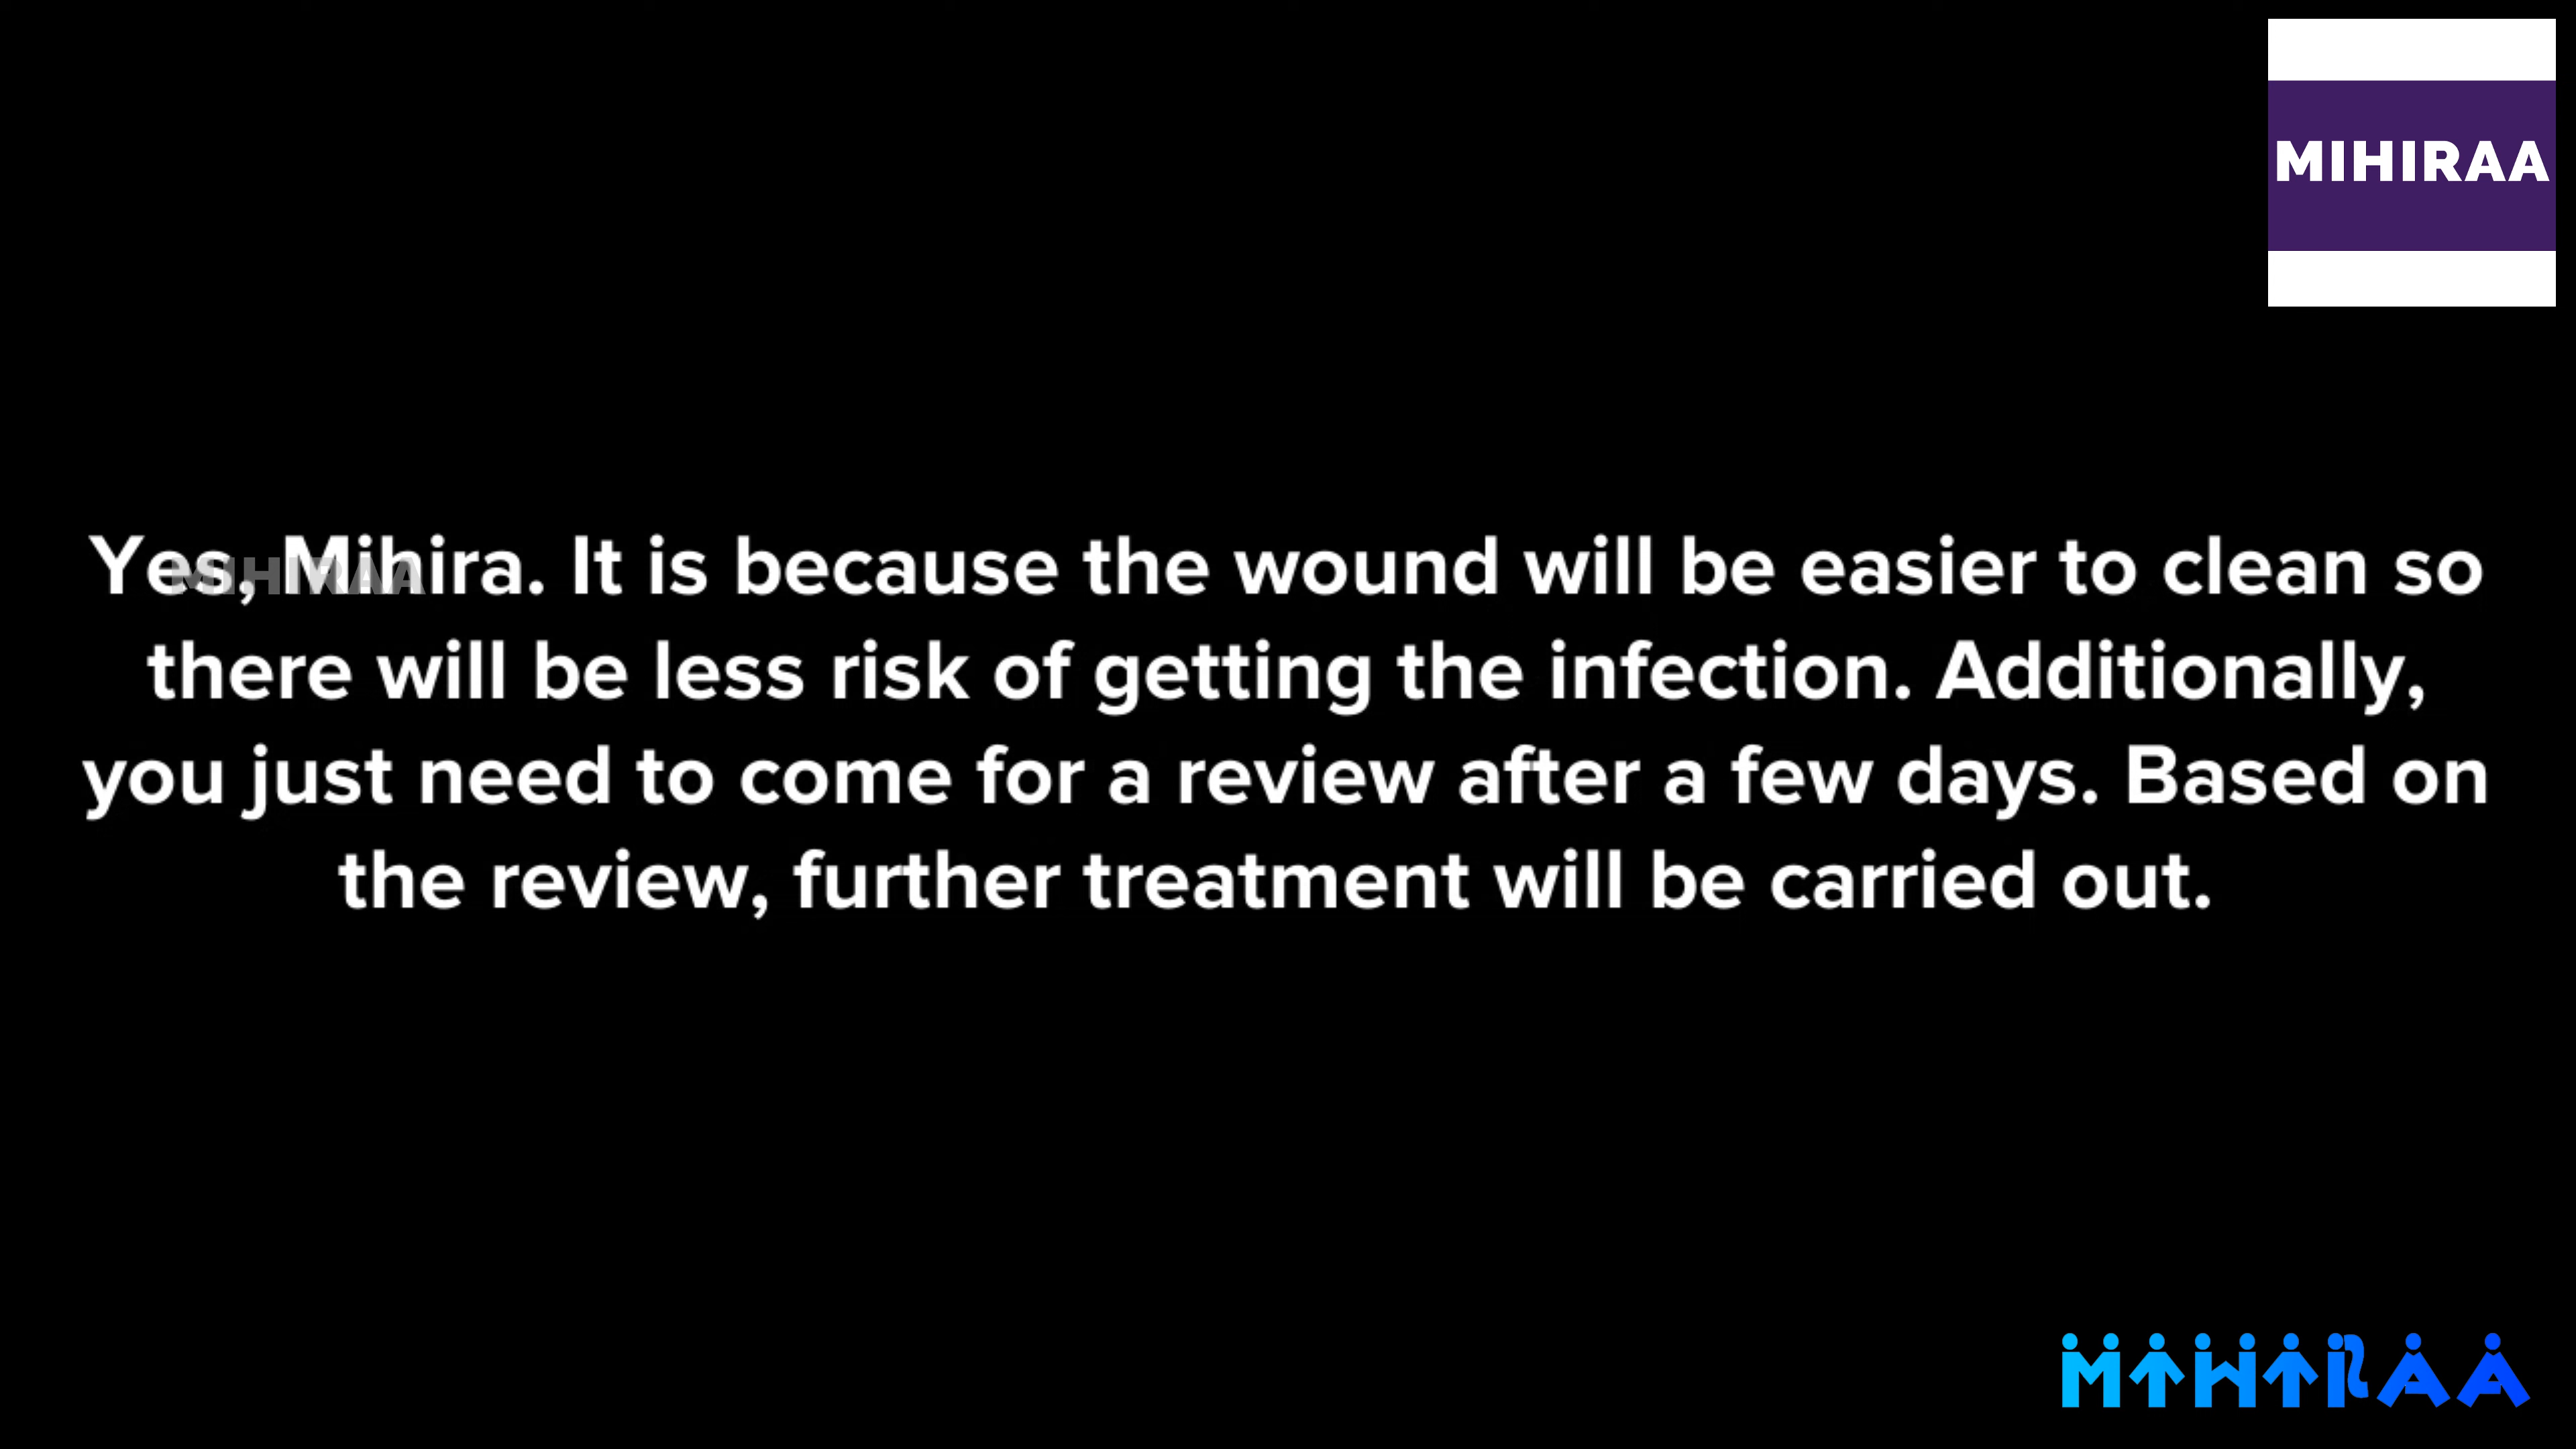 MIHIRAA
Yes, Mihira. It is because the wound will be easier to clean so
MIHIRAA
there will be less risk of getting the infection. Additionally,
you just need to come for a review after a few days. Based on
the review, further treatment will be carried out.
MIHIRAA